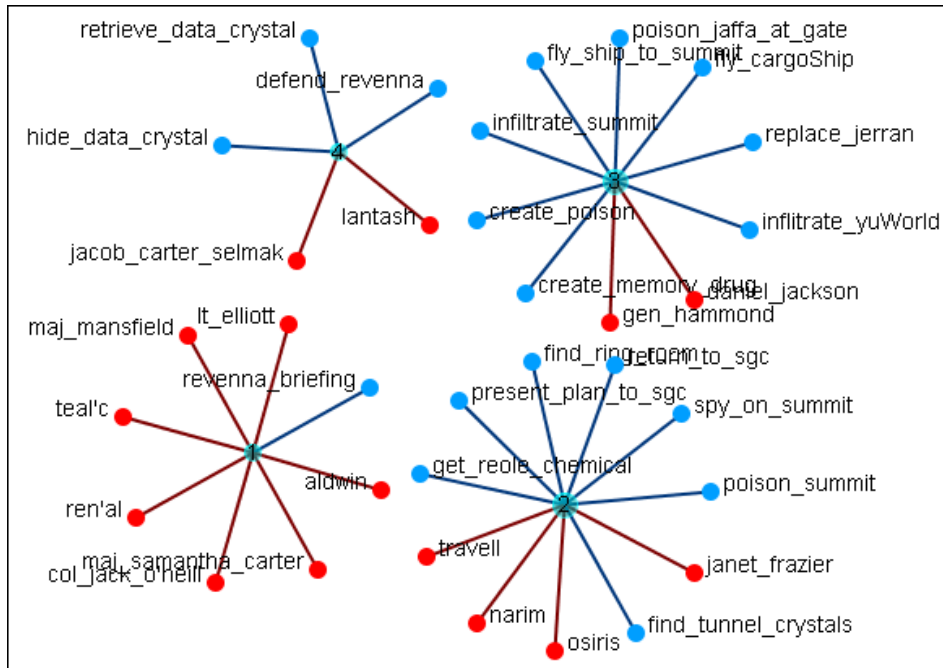 retrieve_data_crystal
defend_revenna
hide_data_crystal
4
lantash
jacob_carter_selmak
poison_jaffa_at_gate
fly_ship_to_summit
fly_cargoShip
infiltrate_summit
replace_jerran
3
create_poison
inflitrate_yuWorld
create_memory_drug
daniel_jackson
gen_hammond
maj_mansfield
lt_elliott
revenna_briefing
teal'c
1
aldwin
ren'al
maj_samantha_carter
col_jack_o'neill
find_ring_room
return_to_sgc
present_plan_to_sgc
spy_on_summit
get_reole_chemical
poison_summit
2
travell
janet_frazier
narim
find_tunnel_crystals
osiris